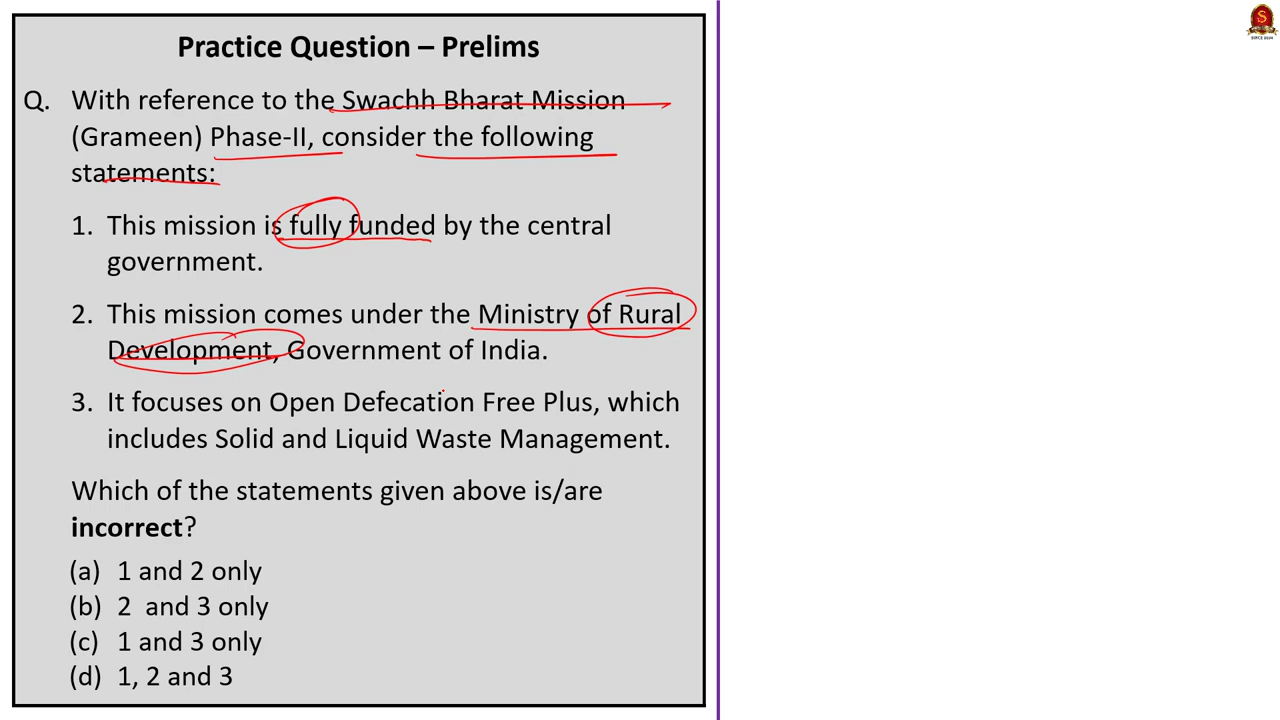 Practice Question – Prelims
Q. With reference to the Swachh Bharat Mission
(Grameen) Phase-II, consider the following
statements:
1. This mission is fully funded by the central
government.
2. This mission comes under the Ministry of Rural
Development, Government of India.
3. It focuses on Open Defecation Free Plus, which
includes Solid and Liquid Waste Management.
Which of the statements given above is/are
incorrect?
(a) 1 and 2 only
(b) 2 and 3 only
(c) 1 and 3 only
(d) 1, 2 and 3
S
SINCE 2004